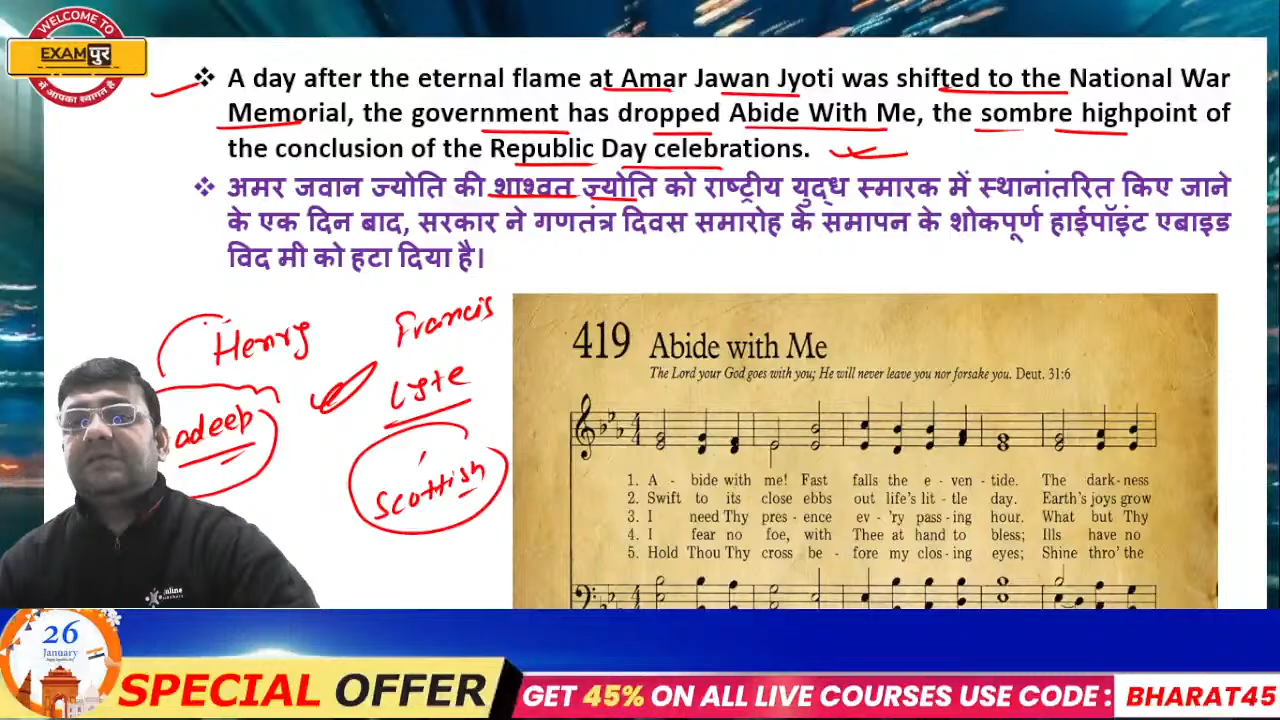 WELCOME TO
EXAM पुर
में आपका स्वागत है
❖ A day after the eternal flame at Amar Jawan Jyoti was shifted to the National War
Memorial, the government has dropped Abide With Me, the sombre highpoint of
the conclusion of the Republic Day celebrations.
❖ अमर जवान ज्योति की शाश्वत ज्योति को राष्ट्रीय युद्ध स्मारक में स्थानांतरित किए जाने
के एक दिन बाद, सरकार ने गणतंत्र दिवस समारोह के समापन के शोकपूर्ण हाईपॉइंट एबाइड
विद मी को हटा दिया है।
Henry Francis
Lyte
adeep
Scottish
419 Abide with Me
The Lord your God goes with you; He will never leave you nor forsake you. Deut. 31:6
4
4
1. A - bide with me! Fast falls the e - ven - tide. The dark-ness
2. Swift to its close ebbs out life's lit - tle day. Earth's joys grow
3. I need Thy pres - ence ev - 'ry pass - ing hour. What but Thy
4. I fear no foe, with Thee at hand to bless; Ills have no
5. Hold Thou Thy cross be - fore my clos - ing eyes; Shine thro' the
4
4
26
January
SPECIAL OFFER
GET 45% ON ALL LIVE COURSES USE CODE : BHARAT45